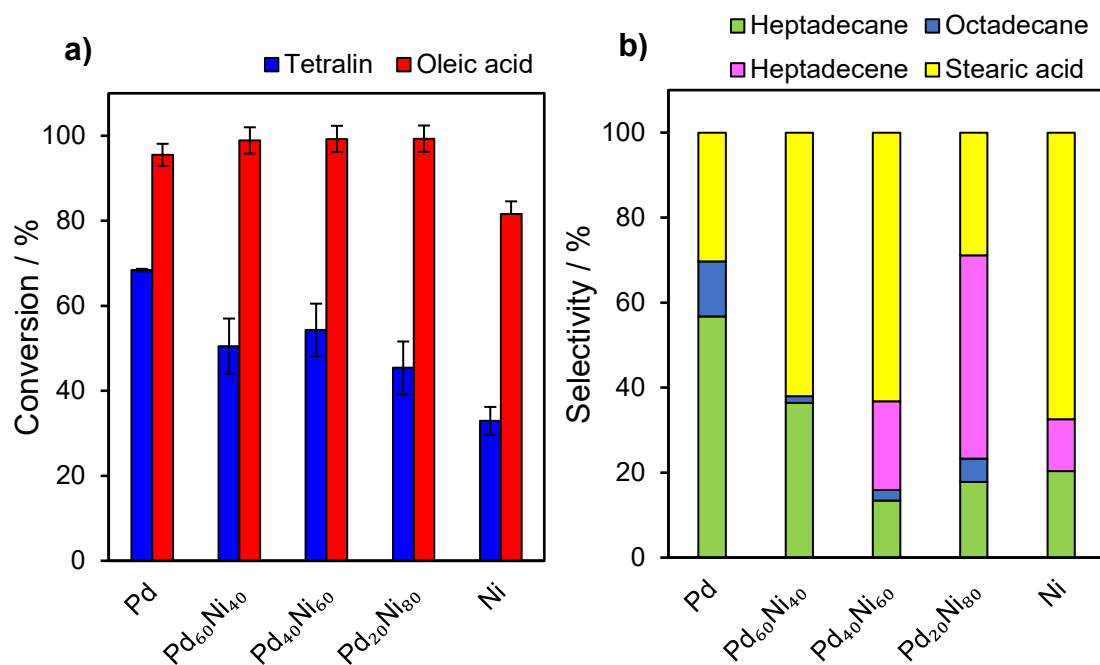 a)
Tetralin Oleic acid
Conversion / %
100
80
60
40
20
0
Pd
Pd₆₀Ni₄₀
Pd₄₀Ni₆₀
Pd₂₀Ni₈₀
Ni
b)
Heptadecane Octadecane
Heptadecene Stearic acid
Selectivity / %
100
80
60
40
20
0
Pd
Pd₆₀Ni₄₀
Pd₄₀Ni₆₀
Pd₂₀Ni₈₀
Ni